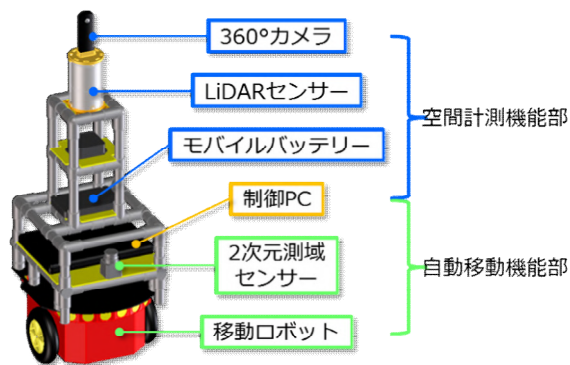 360°カメラ
LiDARセンサー
空間計測機能部
モバイルバッテリー
制御PC
2次元測域
センサー
自動移動機能部
移動ロボット